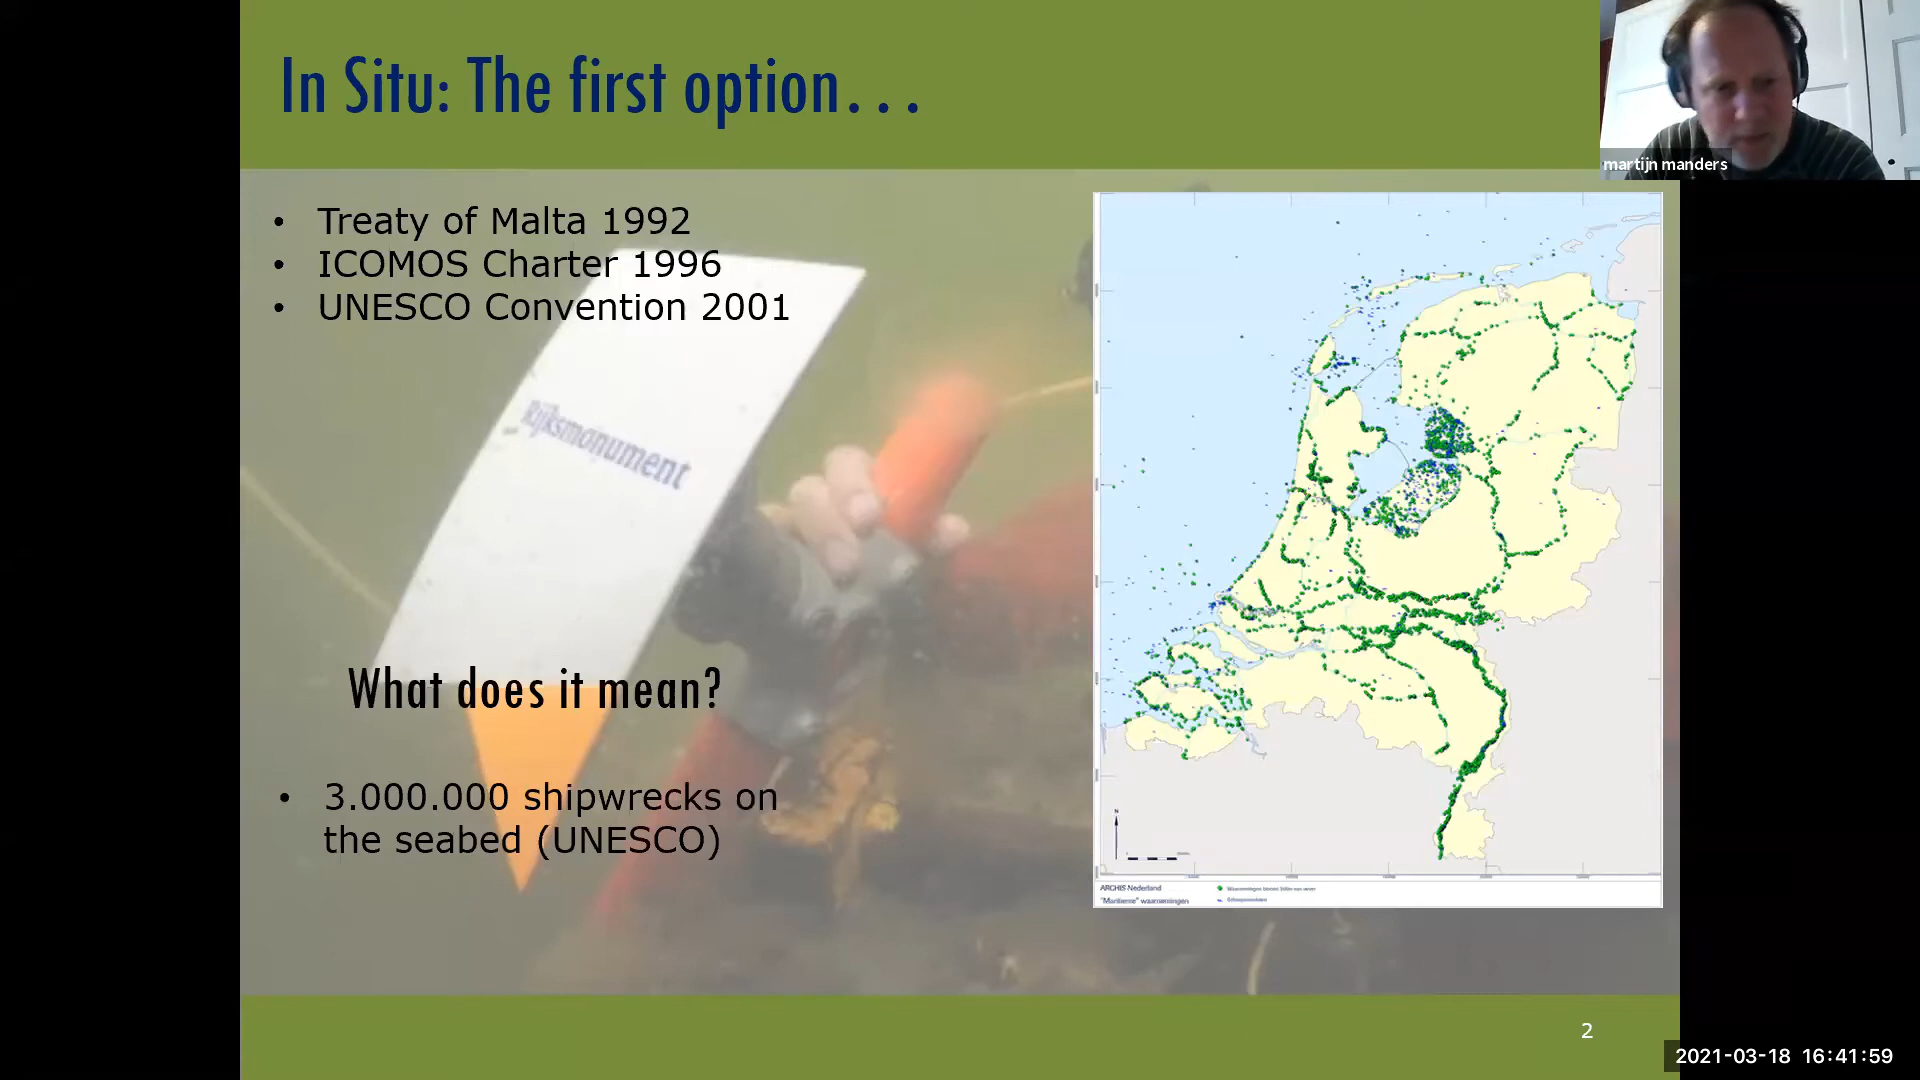 In Situ: The first option...
martijn manders
• Treaty of Malta 1992
• ICOMOS Charter 1996
• UNESCO Convention 2001
Rijksmonument
What does it mean?
• 3.000.000 shipwrecks on
the seabed (UNESCO)
N
ARCHIS Nederland
"Maritieme" waarnemingen
2
2021-03-18 16:41:59